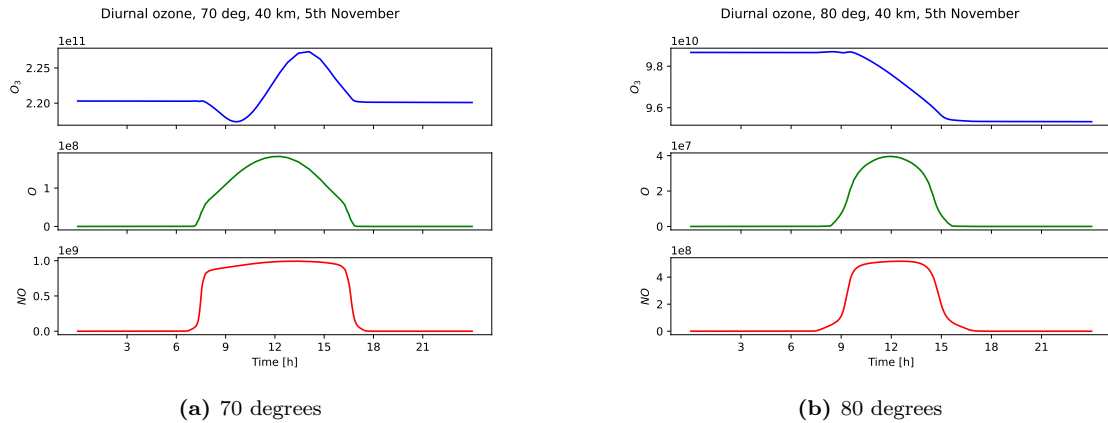 Diurnal ozone, 70 deg, 40 km, 5th November
1e11
2.25
2.20
O3
1e8
1
0
O
1e9
1.0
0.5
0.0
NO
3 6 9 12 15 18 21
Time [h]
(a) 70 degrees
Diurnal ozone, 80 deg, 40 km, 5th November
1e10
9.8
9.6
O3
1e7
4
2
0
O
1e8
4
2
0
NO
3 6 9 12 15 18 21
Time [h]
(b) 80 degrees